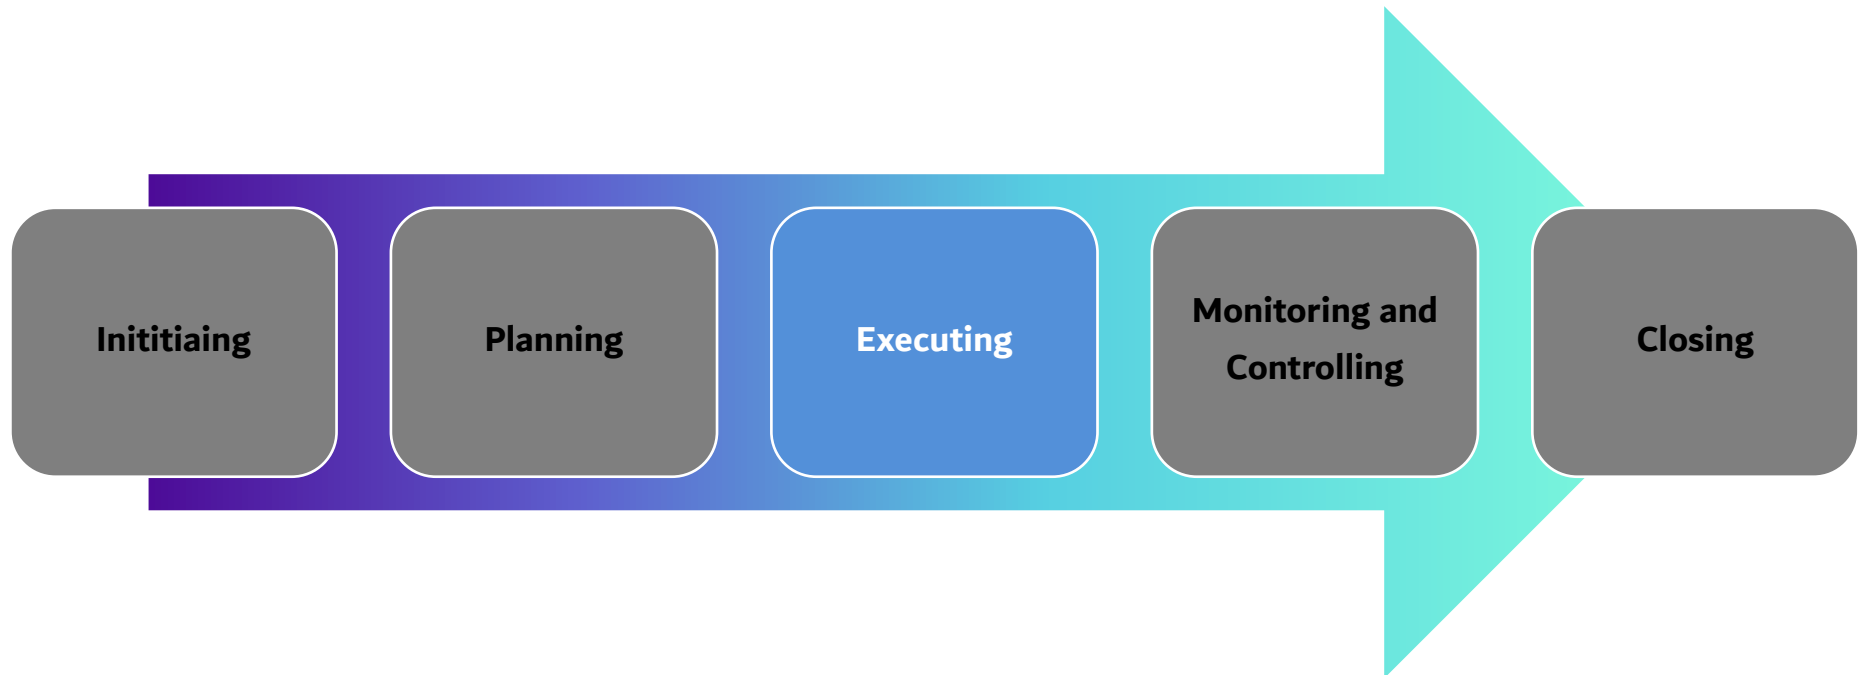 Inititiaing
Planning
Executing
Monitoring and
Controlling
Closing